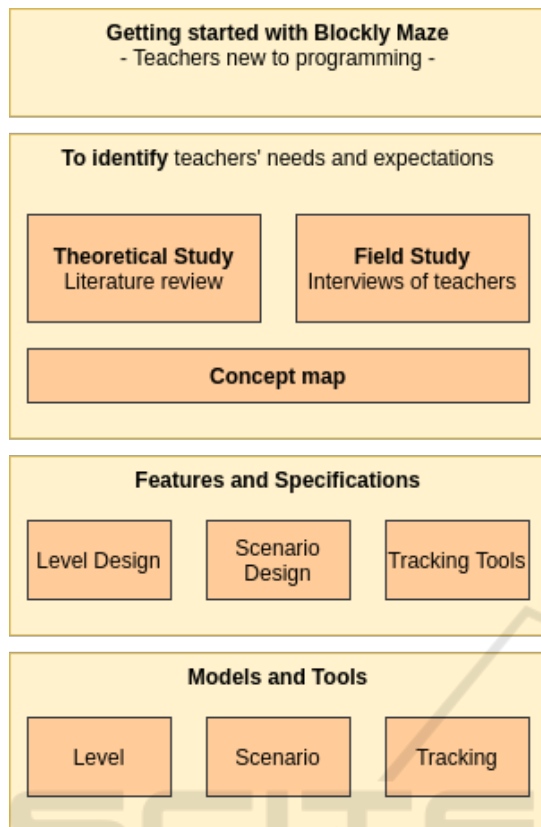 Getting started with Blockly Maze
- Teachers new to programming -
To identify teachers' needs and expectations
Theoretical Study
Literature review
Field Study
Interviews of teachers
Concept map
Features and Specifications
Level Design
Scenario
Design
Tracking Tools
Models and Tools
Level
Scenario
Tracking